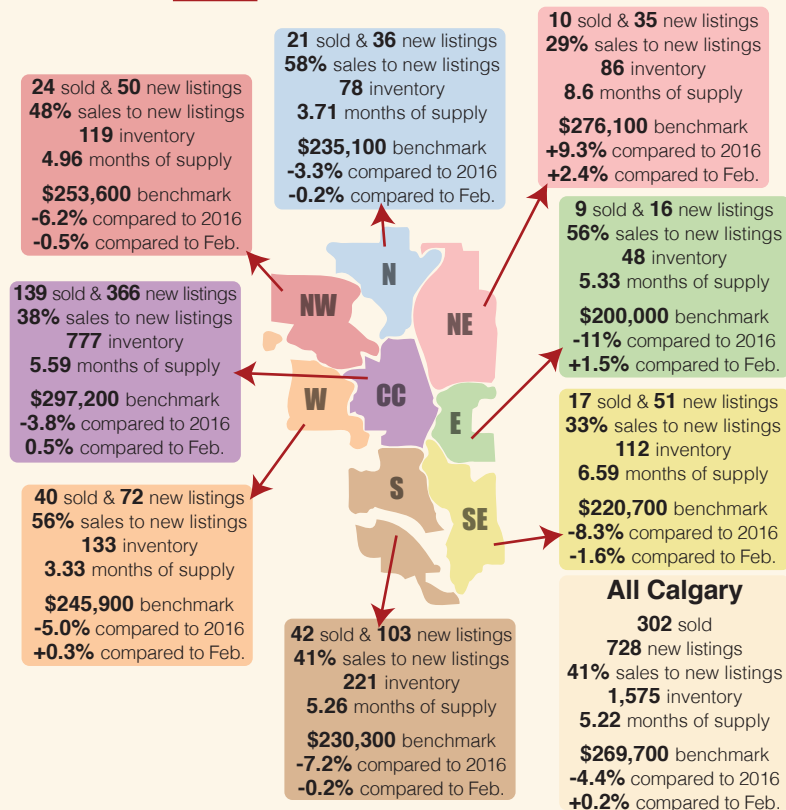 24 sold & 50 new listings
48% sales to new listings
119 inventory
4.96 months of supply
$253,600 benchmark
-6.2% compared to 2016
-0.5% compared to Feb.
21 sold & 36 new listings
58% sales to new listings
78 inventory
3.71 months of supply
$235,100 benchmark
-3.3% compared to 2016
-0.2% compared to Feb.
10 sold & 35 new listings
29% sales to new listings
86 inventory
8.6 months of supply
$276,100 benchmark
+9.3% compared to 2016
+2.4% compared to Feb.
9 sold & 16 new listings
56% sales to new listings
48 inventory
5.33 months of supply
$200,000 benchmark
-11% compared to 2016
+1.5% compared to Feb.
139 sold & 366 new listings
38% sales to new listings
777 inventory
5.59 months of supply
$297,200 benchmark
-3.8% compared to 2016
0.5% compared to Feb.
N
NW
NE
W
CC
E
S
SE
17 sold & 51 new listings
33% sales to new listings
112 inventory
6.59 months of supply
$220,700 benchmark
-8.3% compared to 2016
-1.6% compared to Feb.
40 sold & 72 new listings
56% sales to new listings
133 inventory
3.33 months of supply
$245,900 benchmark
-5.0% compared to 2016
+0.3% compared to Feb.
42 sold & 103 new listings
41% sales to new listings
221 inventory
5.26 months of supply
$230,300 benchmark
-7.2% compared to 2016
-0.2% compared to Feb.
All Calgary
302 sold
728 new listings
41% sales to new listings
1,575 inventory
5.22 months of supply
$269,700 benchmark
-4.4% compared to 2016
+0.2% compared to Feb.